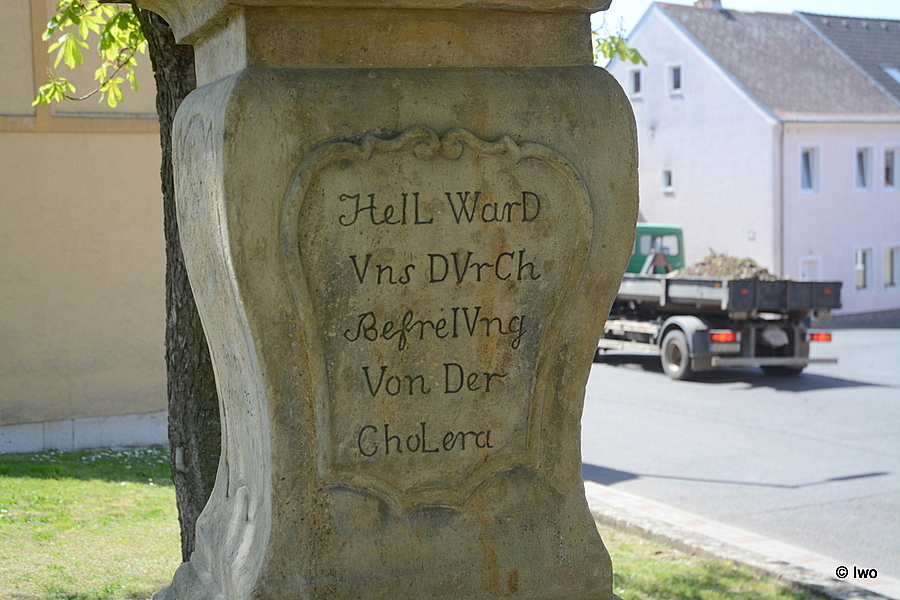 HeIL WarD
Vns DVrCh
BefreIVng
Von Der
ChoLera
© Iwo